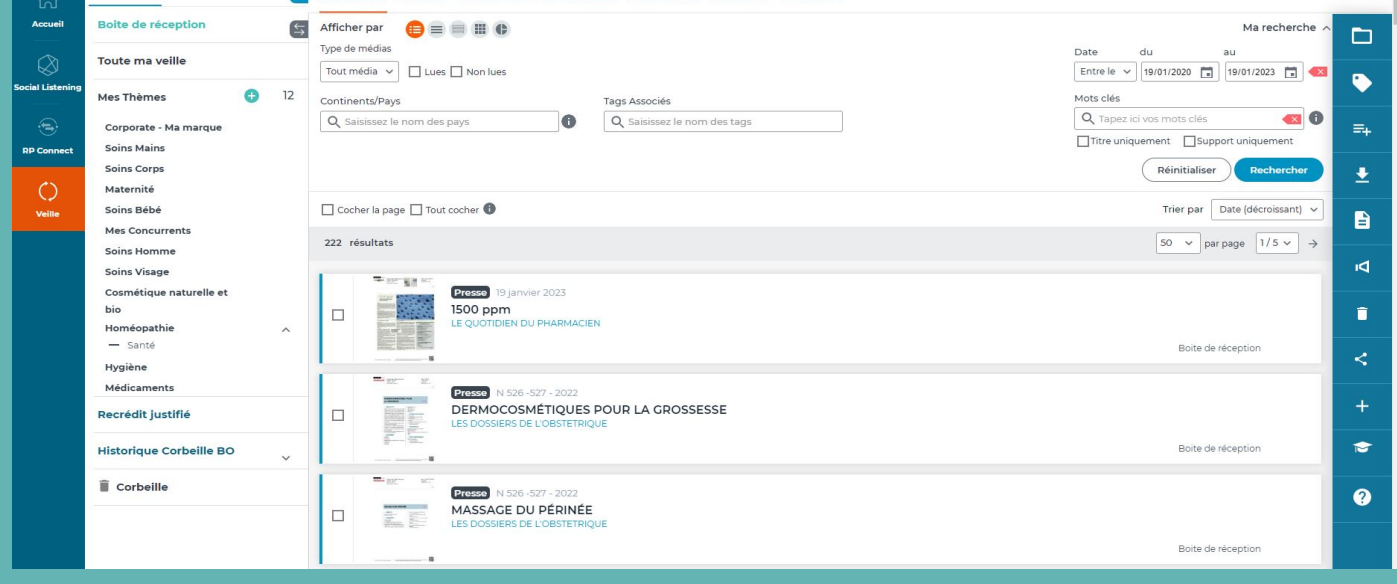 Accueil
Social Listening
RP Connect
Veille
Boite de réception
Toute ma veille
Mes Thèmes 12
Corporate - Ma marque
Soins Mains
Soins Corps
Maternité
Soins Bébé
Mes Concurrents
Soins Homme
Soins Visage
Cosmétique naturelle et
bio
Homéopathie
— Santé
Hygiène
Médicaments
Recrédit justifié
Historique Corbeille BO
Corbeille
Afficher par
Ma recherche
Type de médias
Tout média Lues Non lues
Date du au
Entre le 19/01/2020 19/01/2023
Continents/Pays Tags Associés
Saisissez le nom des pays Saisissez le nom des tags
Mots clés
Tapez ici vos mots clés
Titre uniquement Support uniquement
Réinitialiser Rechercher
Cocher la page Tout cocher
Trier par Date (décroissant)
222 résultats
50 par page 1 / 5
Presse 19 janvier 2023
1500 ppm
LE QUOTIDIEN DU PHARMACIEN
Boite de réception
Presse N 526 -527 - 2022
DERMOCOSMÉTIQUES POUR LA GROSSESSE
LES DOSSIERS DE L'OBSTETRIQUE
Boite de réception
Presse N 526 -527 - 2022
MASSAGE DU PÉRINÉE
LES DOSSIERS DE L'OBSTETRIQUE
Boite de réception